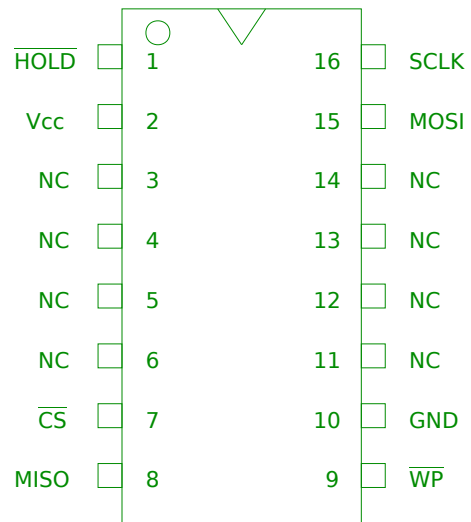 HOLD 1 16 SCLK
Vcc 2 15 MOSI
NC 3 14 NC
NC 4 13 NC
NC 5 12 NC
NC 6 11 NC
CS 7 10 GND
MISO 8 9 WP